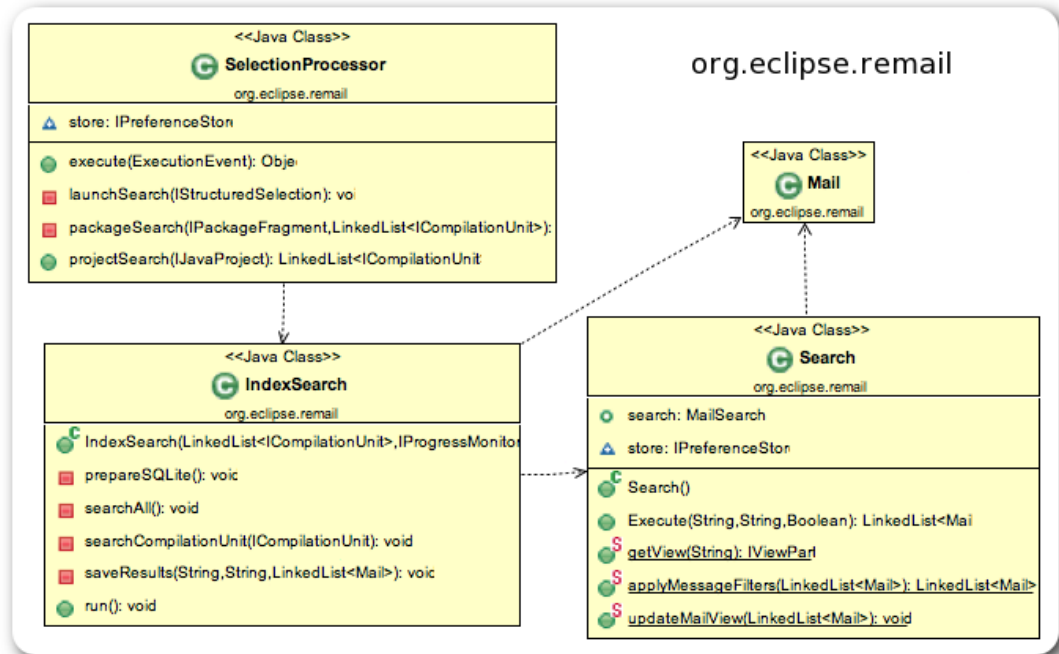 <<Java Class>>
SelectionProcessor
org.eclipse.remail
store: IPreferenceStor
execute(ExecutionEvent): Obje
launchSearch(IStructuredSelection): voi
packageSearch(IPackageFragment,LinkedList<ICompilationUnit>):
projectSearch(IJavaProject): LinkedList<ICompilationUnit
org.eclipse.remail
<<Java Class>>
Mail
org.eclipse.remail
<<Java Class>>
IndexSearch
org.eclipse.remail
IndexSearch(LinkedList<ICompilationUnit>,IProgressMonitor
prepareSQLite(): voic
searchAll(): void
searchCompilationUnit(ICompilationUnit): void
saveResults(String,String,LinkedList<Mail>): voic
run(): void
<<Java Class>>
Search
org.eclipse.remail
search: MailSearch
store: IPreferenceStor
Search()
Execute(String,String,Boolean): LinkedList<Mai
getView(String): IViewPart
applyMessageFilters(LinkedList<Mail>): LinkedList<Mail>
updateMailView(LinkedList<Mail>): void